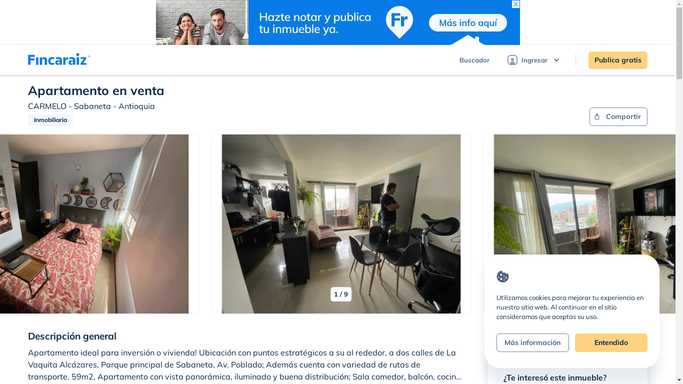 Hazte notar y publica
tu inmueble ya.
Fr
Más info aquí
Fincaraiz
Buscador
Ingresar
Publica gratis
Apartamento en venta
CARMELO - Sabaneta - Antioquia
Inmobiliaria
Compartir
1 / 9
Utilizamos cookies para mejorar tu experiencia en
nuestro sitio web. Al continuar en el sitio
consideramos que aceptas su uso.
Más información
Entendido
Descripción general
Apartamento ideal para inversión o vivienda! Ubicación con puntos estratégicos a su al rededor, a dos calles de La
Vaquita Alcázares, Parque principal de Sabaneta, Av. Poblado; Además cuenta con variedad de rutas de
transporte. 59m2, Apartamento con vista panorámica, iluminado y buena distribución; Sala comedor, balcón, cocin...
¿Te interesó este inmueble?